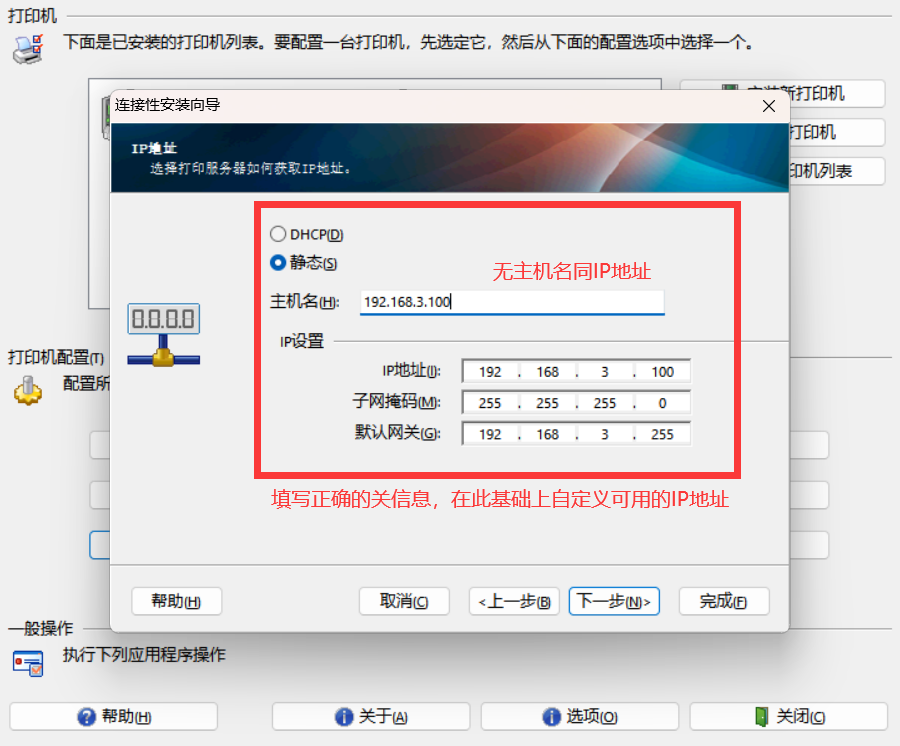 打印机
下面是已安装的打印机列表。要配置一台打印机，先选定它，然后从下面的配置选项中选择一个。
新打印机
打印机
印机列表
连接性安装向导
IP地址
选择打印服务器如何获取IP地址。
DHCP(D)
静态(S)
无主机名同IP地址
主机名(H):
192.168.3.100
IP设置
IP地址(I):
192 . 168 . 3 . 100
子网掩码(M):
255 . 255 . 255 . 0
默认网关(G):
192 . 168 . 3 . 255
0.0.0.0
填写正确的关信息，在此基础上自定义可用的IP地址
打印机配置(T)
配置所
帮助(H)
取消(C)
<上一步(B)
下一步(N)>
完成(F)
一般操作
执行下列应用程序操作
帮助(H)
关于(A)
选项(O)
关闭(C)